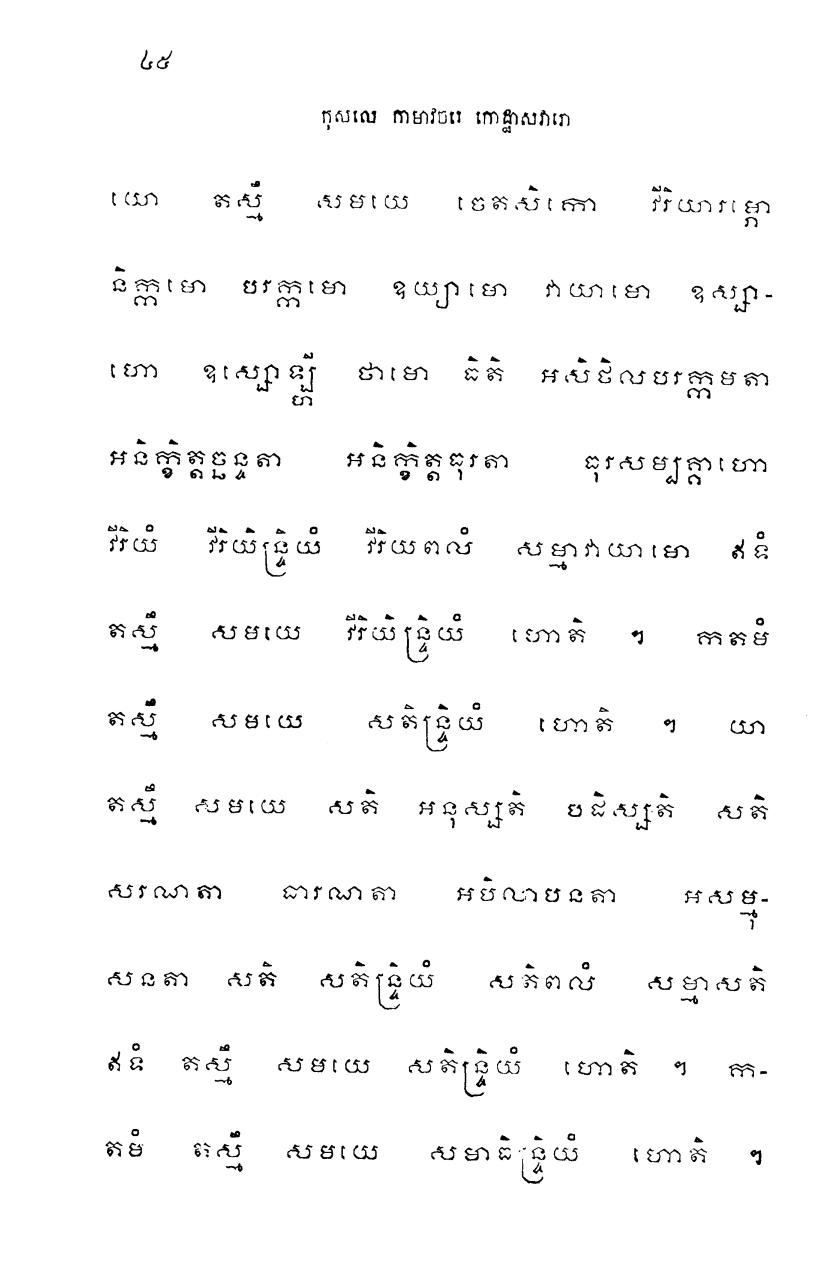 ៤៥
កុសលេ កាមាវចរេ កោដ្ឋាសវារោ
យោ តស្មឹ សមយេ ចេតសិកោ វីរិយារម្ភោ
និក្កមោ បរក្កមោ ឧយ្យាមោ វាយាមោ ឧស្សា-
ហោ ឧស្សោឡ្ហី ថាមោ ធិតិ អសិថិលបរក្កមតា
អនិក្ខិត្តច្ឆន្ទតា អនិក្ខិត្តធុរតា ធុរសម្បគ្គាហោ
វីរិយំ វីរិយិន្ទ្រិយំ វីរិយពលំ សម្មាវាយាមោ ឥទំ
តស្មឹ សមយេ វីរិយិន្ទ្រិយំ ហោតិ ។ កតមំ
តស្មឹ សមយេ សតិន្ទ្រិយំ ហោតិ ។ យា
តស្មឹ សមយេ សតិ អនុស្សតិ បដិស្សតិ សតិ
សរណតា ធារណតា អបិលាបនតា អសម្មុ-
សនតា សតិ សតិន្ទ្រិយំ សតិពលំ សម្មាសតិ
ឥទំ តស្មឹ សមយេ សតិន្ទ្រិយំ ហោតិ ។ ក-
តមំ តស្មឹ សមយេ សមាធិន្ទ្រិយំ ហោតិ ។